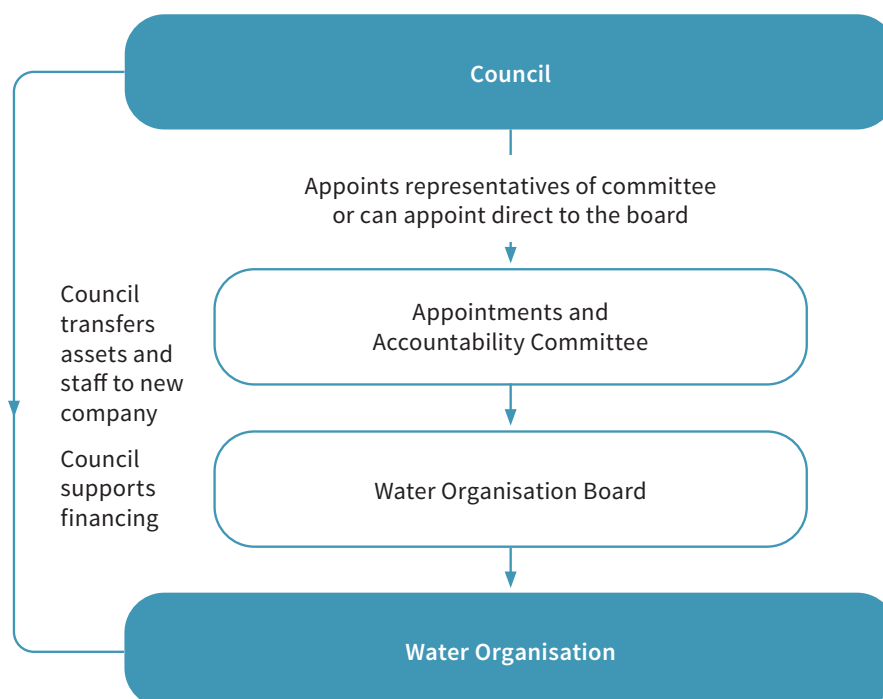 Council
Appoints representatives of committee
or can appoint direct to the board
Appointments and
Accountability Committee
Council
transfers
assets and
staff to new
company
Council
supports
financing
Water Organisation Board
Water Organisation